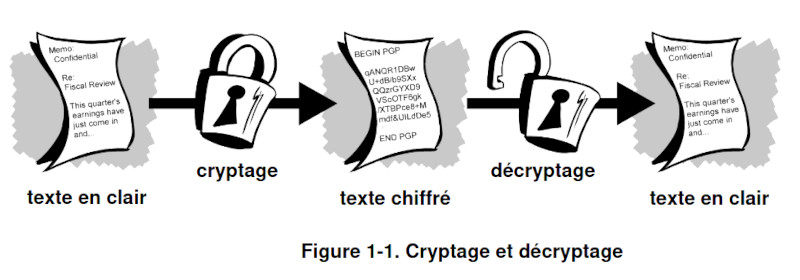 Memo:
Confidential
Re:
Fiscal Review
This quarter's
earnings have
just come in
and...
texte en clair
cryptage
BEGIN PGP
qANQR1DBw
U+dBib9SXx
QQzrGYXD9
VScOTF5gk
/XTBPce8+M
md!&UiLdDe5
END PGP
texte chiffré
décryptage
Memo:
Confidential
Re:
Fiscal Review
This quarter's
earnings have
just come in
and...
texte en clair
Figure 1-1. Cryptage et décryptage